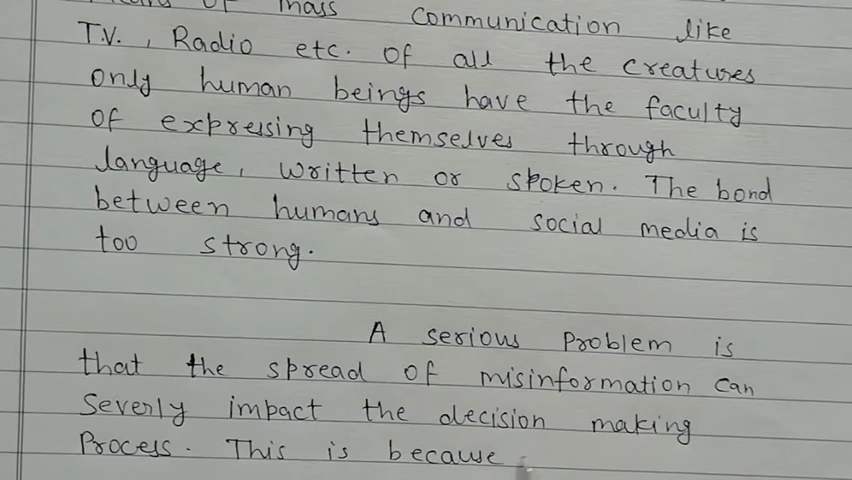 of mass communication like
T.V., Radio etc. Of all the creatures
only human beings have the faculty
of expressing themselves through
language, written or spoken. The bond
between humans and social media is
too strong.
A serious problem is
that the spread of misinformation can
severly impact the decision making
process. This is because